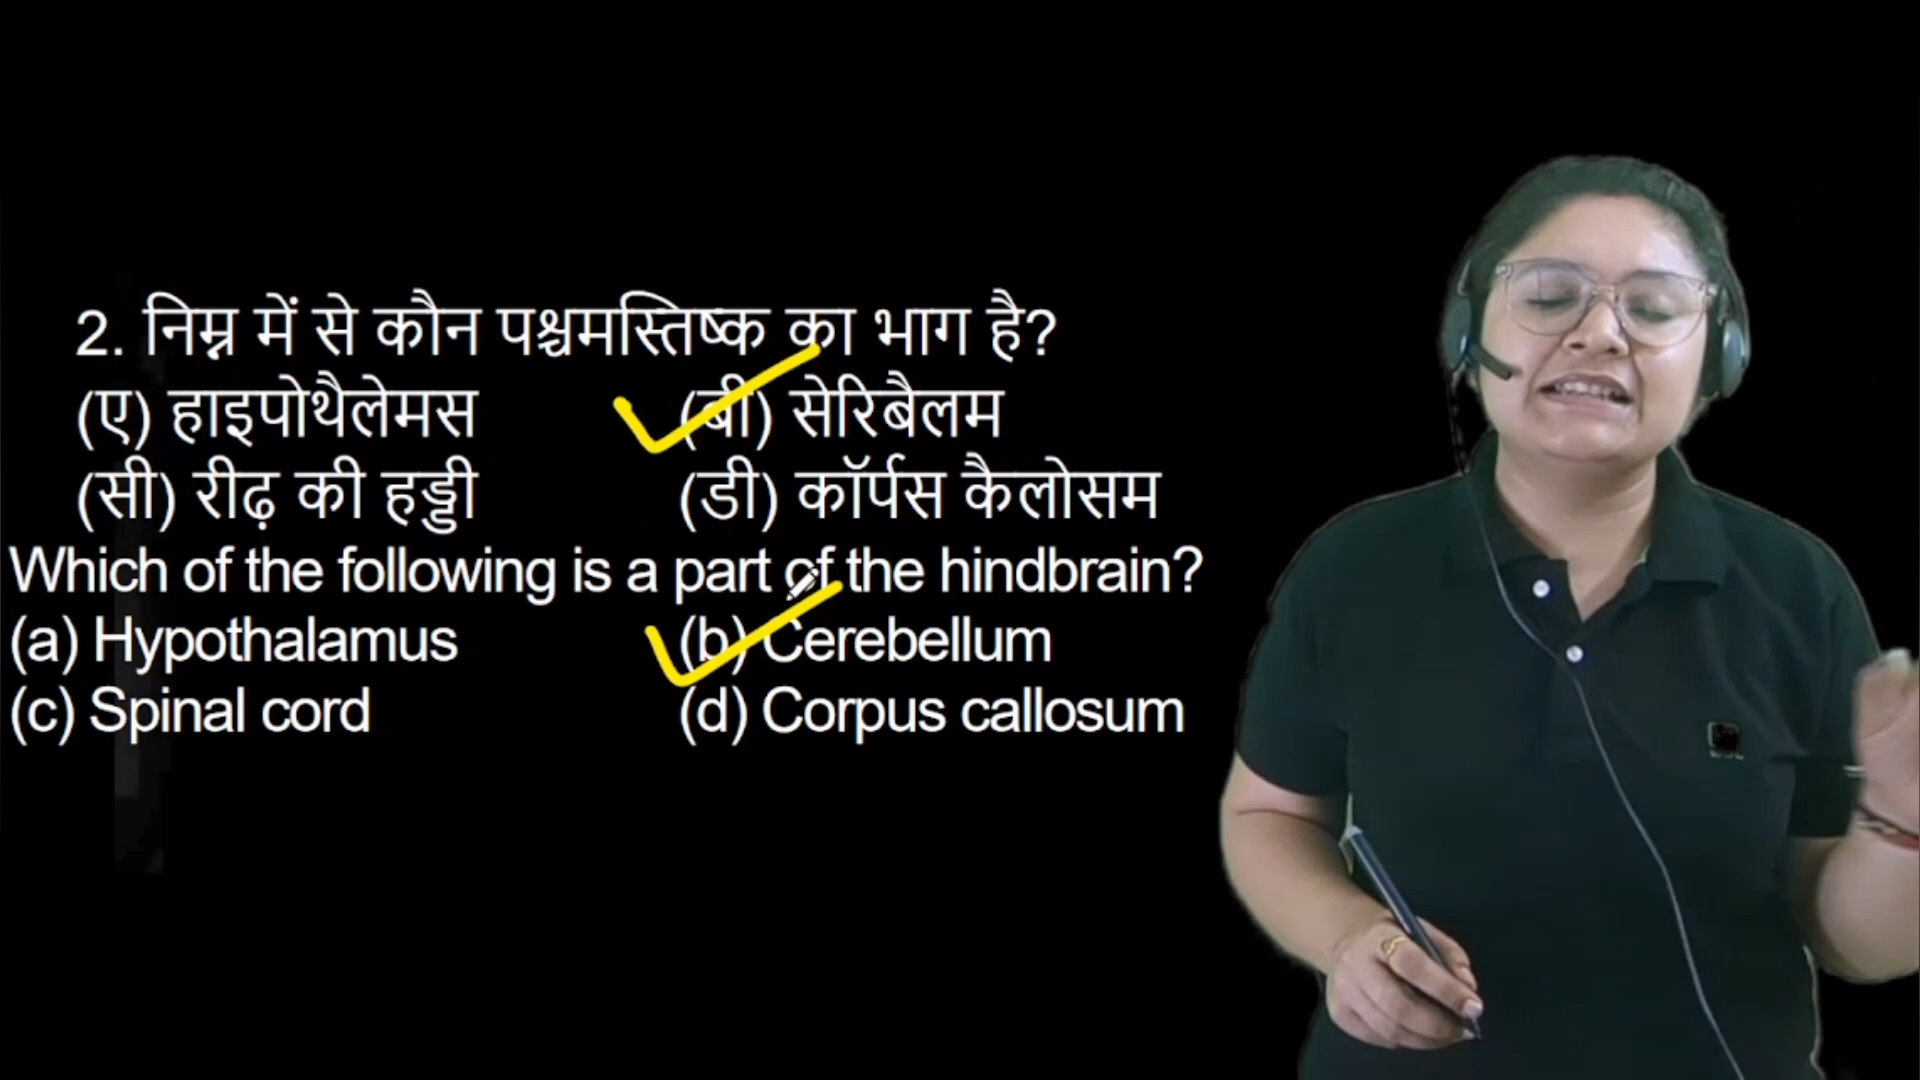 2. निम्न में से कौन पश्चमस्तिष्क का भाग है?
(ए) हाइपोथैलेमस (बी) सेरिबैलम
(सी) रीढ़ की हड्डी (डी) कॉर्पस कैलोसम
Which of the following is a part of the hindbrain?
(a) Hypothalamus (b) Cerebellum
(c) Spinal cord (d) Corpus callosum